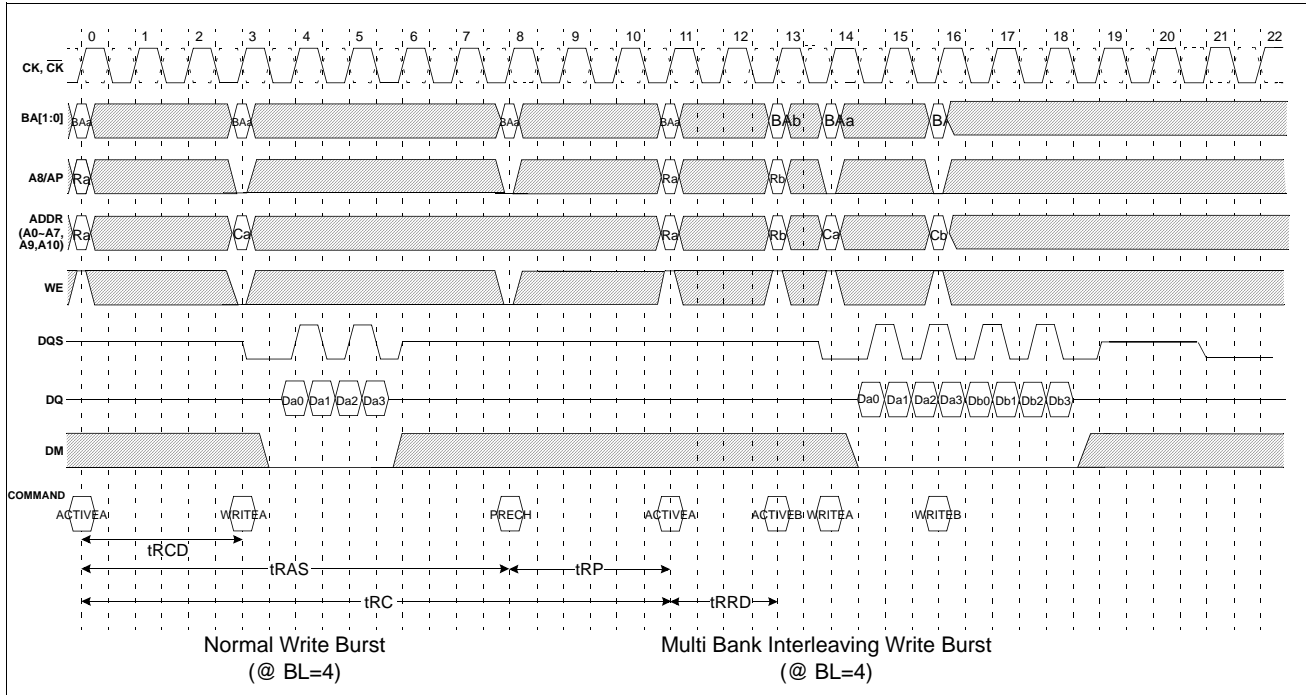 0 1 2 3 4 5 6 7 8 9 10 11 12 13 14 15 16 17 18 19 20 21 22
CK, CK
BA[1:0] BAa BAa BAa BAa BAb BAa BA
A8/AP Ra Ra Rb
ADDR
(A0~A7,
A9,A10) Ra Ca Ra Rb Ca Cb
WE
DQS
DQ Da0 Da1 Da2 Da3 Da0 Da1 Da2 Da3 Db0 Db1 Db2 Db3
DM
COMMAND
ACTIVEA WRITEA PRECH ACTIVEA ACTIVEB WRITEA WRITEB
tRCD
tRAS tRP
tRC tRRD
Normal Write Burst Multi Bank Interleaving Write Burst
(@ BL=4) (@ BL=4)